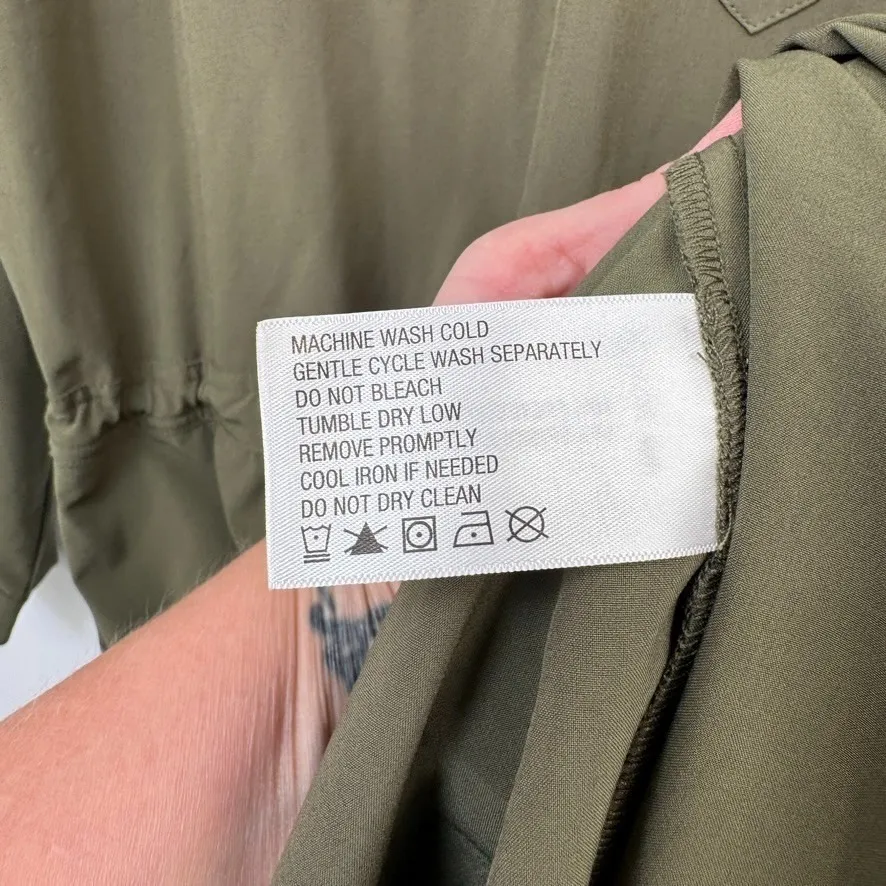 MACHINE WASH COLD
GENTLE CYCLE WASH SEPARATELY
DO NOT BLEACH
TUMBLE DRY LOW
REMOVE PROMPTLY
COOL IRON IF NEEDED
DO NOT DRY CLEAN